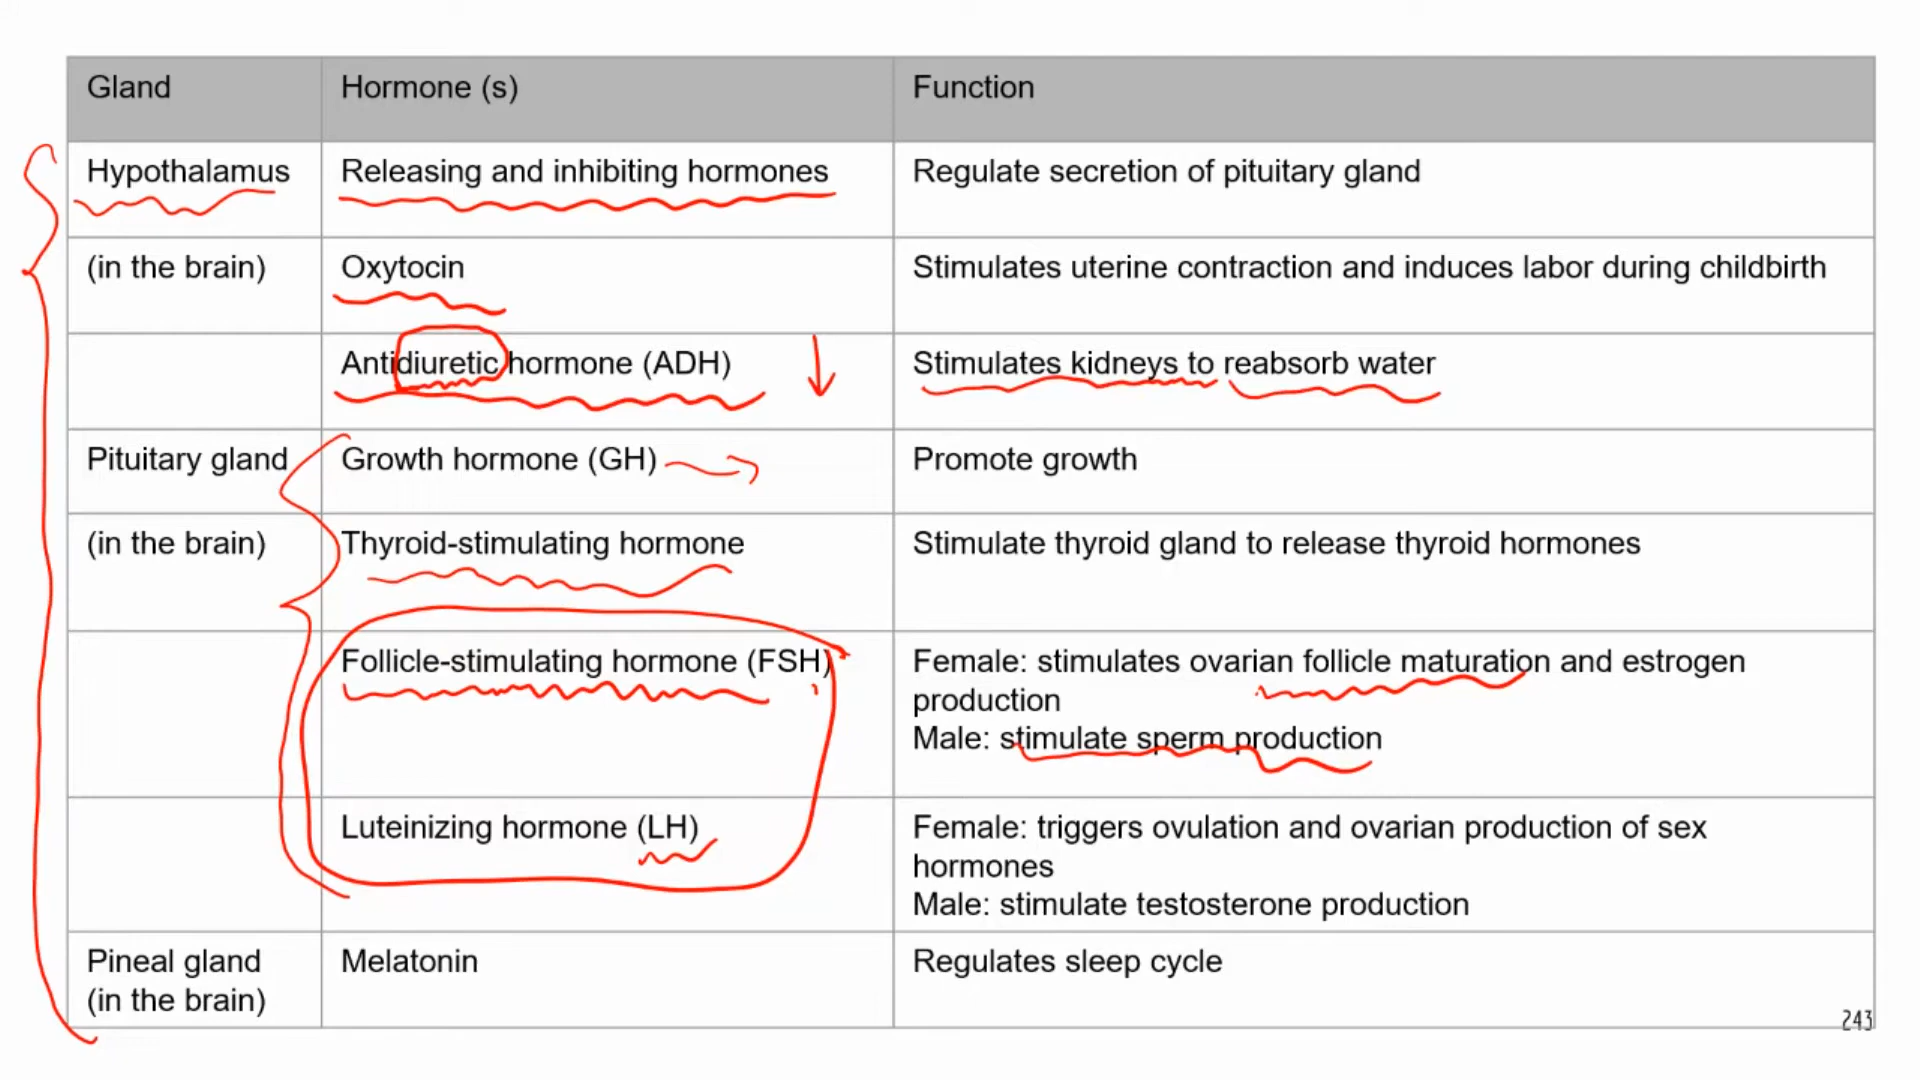 Gland Hormone (s) Function
Hypothalamus Releasing and inhibiting hormones Regulate secretion of pituitary gland
(in the brain) Oxytocin Stimulates uterine contraction and induces labor during childbirth
Antidiuretic hormone (ADH) Stimulates kidneys to reabsorb water
Pituitary gland Growth hormone (GH) Promote growth
(in the brain) Thyroid-stimulating hormone Stimulate thyroid gland to release thyroid hormones
Follicle-stimulating hormone (FSH) Female: stimulates ovarian follicle maturation and estrogen
production
Male: stimulate sperm production
Luteinizing hormone (LH) Female: triggers ovulation and ovarian production of sex
hormones
Male: stimulate testosterone production
Pineal gland Melatonin Regulates sleep cycle
(in the brain)
243